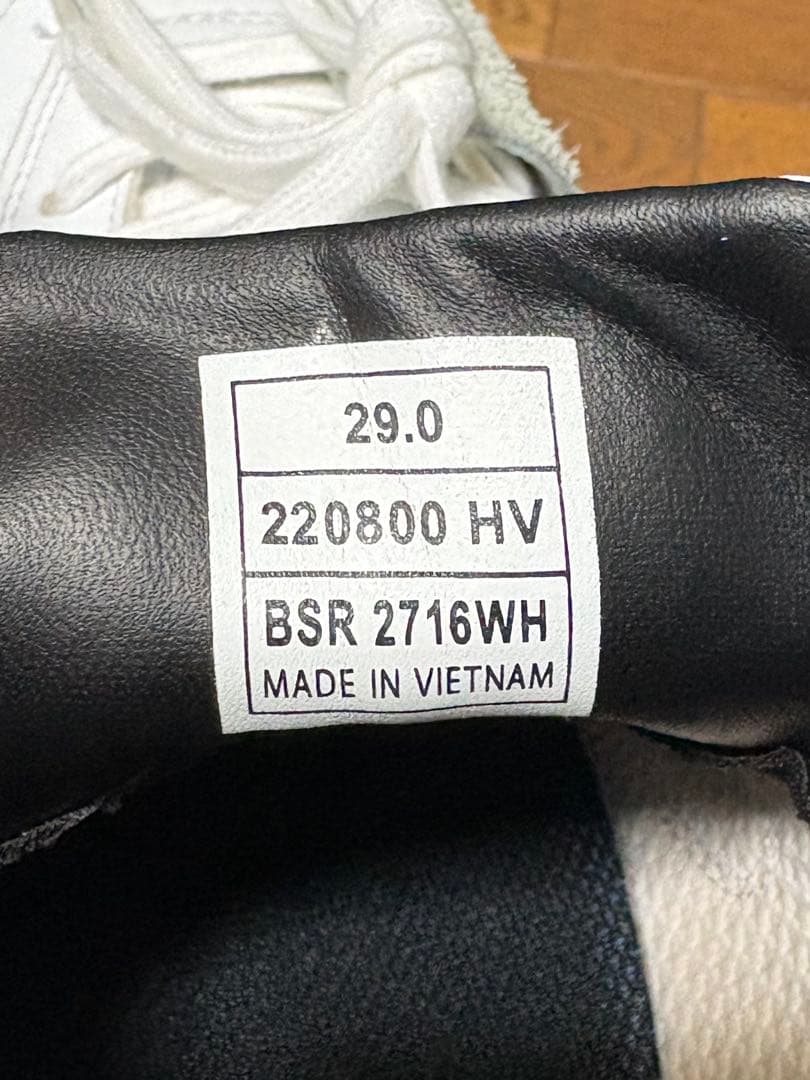 29.0
220800 HV
BSR 2716WH
MADE IN VIETNAM